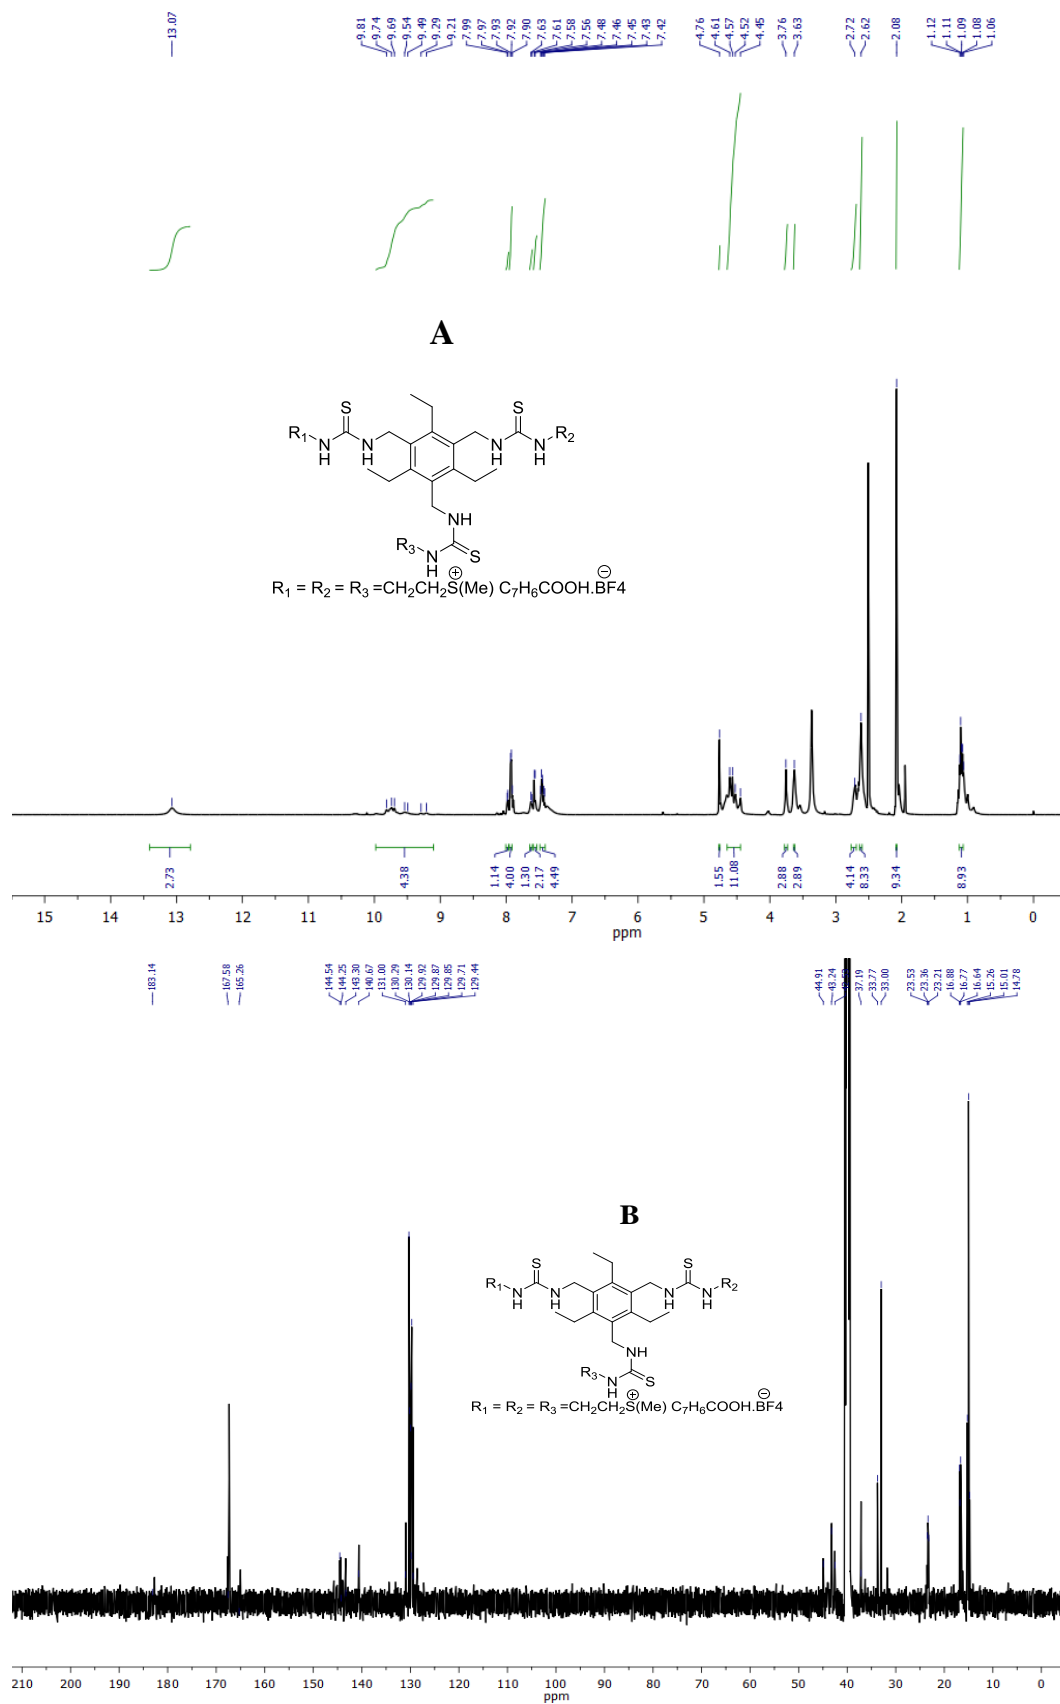 13.07
9.81
9.74
9.69
9.54
9.49
9.29
9.21
7.99
7.97
7.93
7.92
7.90
7.63
7.61
7.58
7.56
7.48
7.46
7.45
7.43
7.42
4.76
4.61
4.57
4.52
4.45
3.76
3.63
2.72
2.62
2.08
1.12
1.11
1.09
1.08
1.06
A
S
S
R1
N
H
N
H
N
H
N
H
R2
NH
R3
N
H
S
R1 = R2 = R3 =CH2CH2S⊕(Me) C7H6COOH.BF4⊖
2.73
4.38
1.14
4.00
1.30
2.17
4.49
1.55
11.08
2.88
2.89
4.14
8.33
9.34
8.93
15 14 13 12 11 10 9 8 7 6 5 4 3 2 1 0
ppm
183.14
167.58
165.26
144.54
144.25
143.30
140.67
131.00
130.29
130.14
129.92
129.87
129.85
129.71
129.44
44.91
43.24
37.19
33.77
33.00
23.53
23.36
23.21
16.88
16.77
16.64
15.26
15.01
14.78
B
S
S
R1
N
H
N
H
N
H
N
H
R2
NH
R3
N
H
S
R1 = R2 = R3 =CH2CH2S⊕(Me) C7H6COOH.BF4⊖
210 200 190 180 170 160 150 140 130 120 110 100 90 80 70 60 50 40 30 20 10 0
ppm